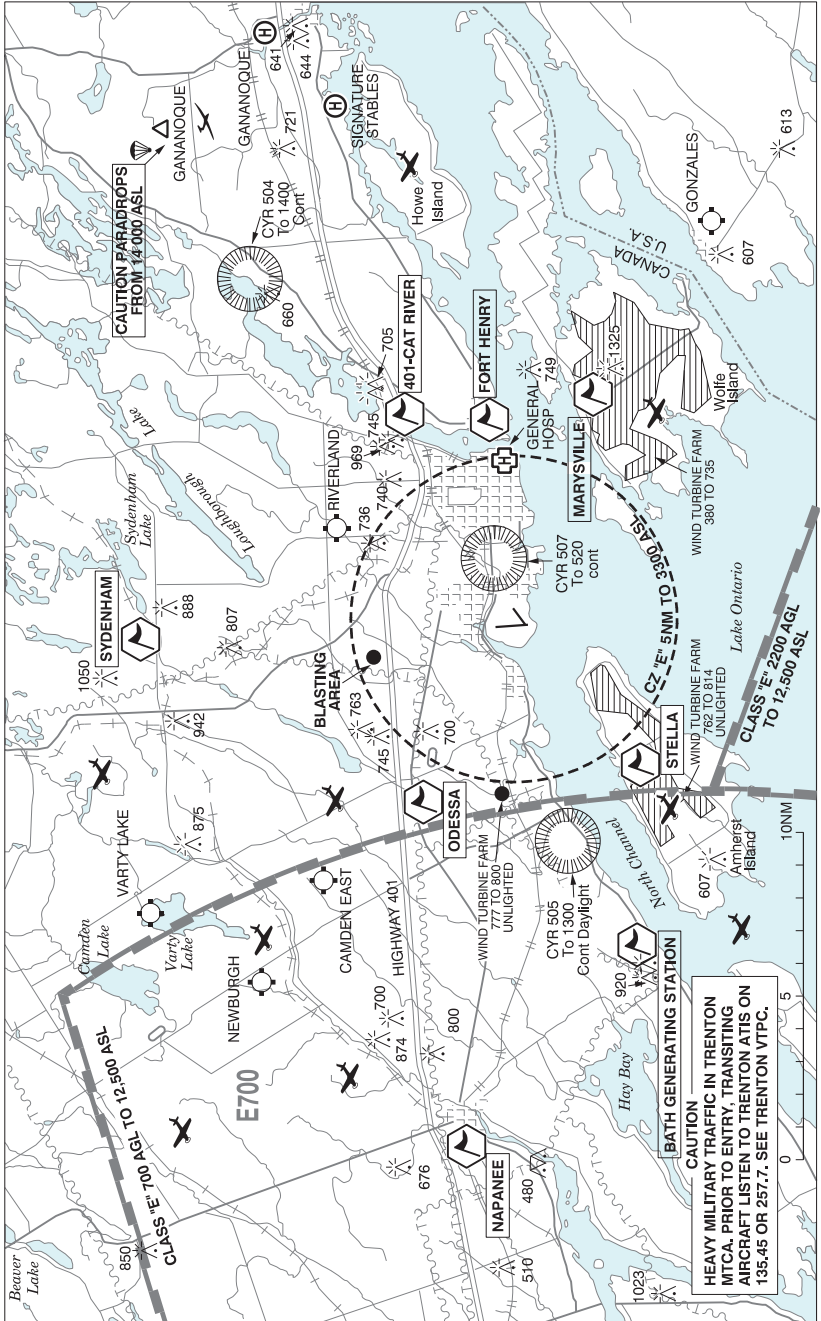 Beaver
Lake
850
CLASS "E" 700 AGL TO 12,500 ASL
Camden
Lake
VARTY LAKE
Varty
Lake
875
942
1050
SYDENHAM
888
807
Sydenham
Lake
Loughborough
Lake
CAUTION PARADROPS
FROM 14 000 ASL
GANANOQUE
GANANOQUE
641
644
721
CYR 504
To 1400
Cont
660
SIGNATURE
STABLES
Howe
Island
E700
NEWBURGH
CAMDEN EAST
HIGHWAY 401
700
874
800
676
NAPANEE
480
510
1023
BLASTING
AREA
763
745
700
ODESSA
736
RIVERLAND
740
969
745
705
401-CAT RIVER
FORT HENRY
GENERAL
HOSP
749
CYR 507
To 520
cont
WIND TURBINE FARM
777 TO 800
UNLIGHTED
CYR 505
To 1300
Cont Daylight
North Channel
920
BATH GENERATING STATION
Hay Bay
CZ "E" 5NM TO 3300 ASL
MARYSVILLE
1325
Wolfe
Island
WIND TURBINE FARM
380 TO 735
CANADA
U.S.A.
GONZALES
607
613
STELLA
WIND TURBINE FARM
762 TO 814
UNLIGHTED
607
Amherst
Island
Lake Ontario
CLASS "E" 2200 AGL
TO 12,500 ASL
CAUTION
HEAVY MILITARY TRAFFIC IN TRENTON
MTCA. PRIOR TO ENTRY, TRANSITING
AIRCRAFT LISTEN TO TRENTON ATIS ON
135.45 OR 257.7. SEE TRENTON VTPC.
0
5
10NM